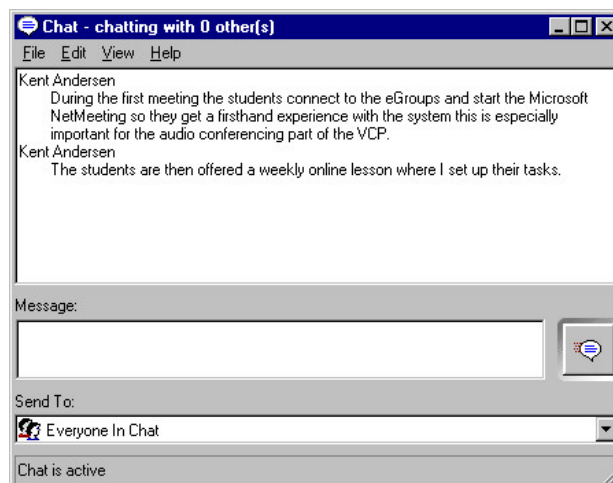 Chat - chatting with 0 other(s)
File Edit View Help
Kent Andersen
During the first meeting the students connect to the eGroups and start the Microsoft
NetMeeting so they get a firsthand experience with the system this is especially
important for the audio conferencing part of the VCP.
Kent Andersen
The students are then offered a weekly online lesson where I set up their tasks.
Message:
Send To:
Everyone In Chat
Chat is active